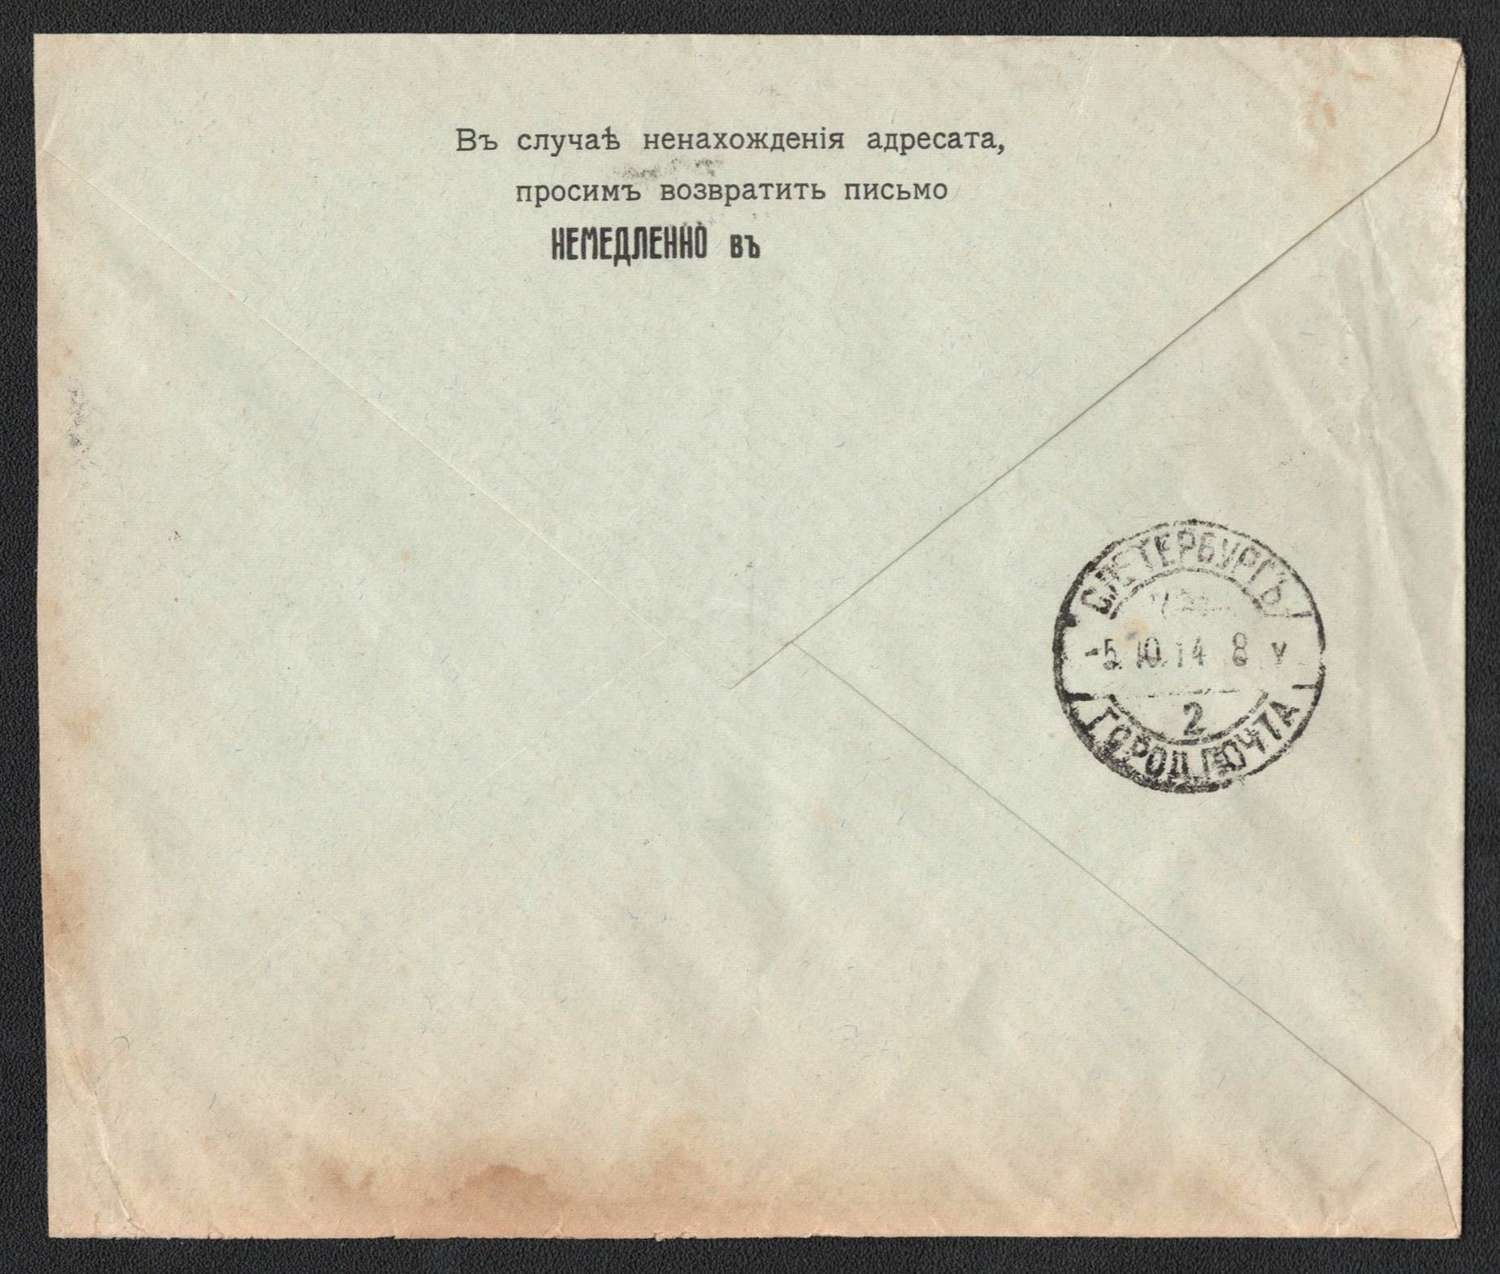 Въ случаѣ ненахожденія адресата,
просимъ возвратить письмо
НЕМЕДЛЕННО въ
С.ПЕТЕРБУРГЪ
-5.10.14 8
2
ГОРОД.ПОЧТА